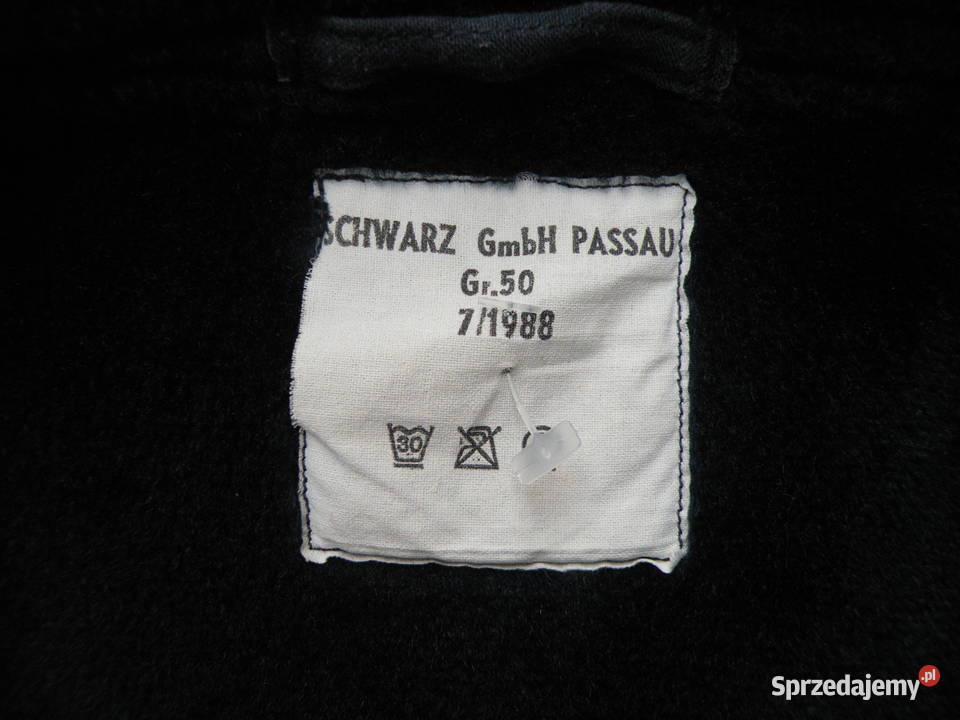 SCHWARZ GmbH PASSAU
Gr.50
7/1988
30
Sprzedajemy.pl